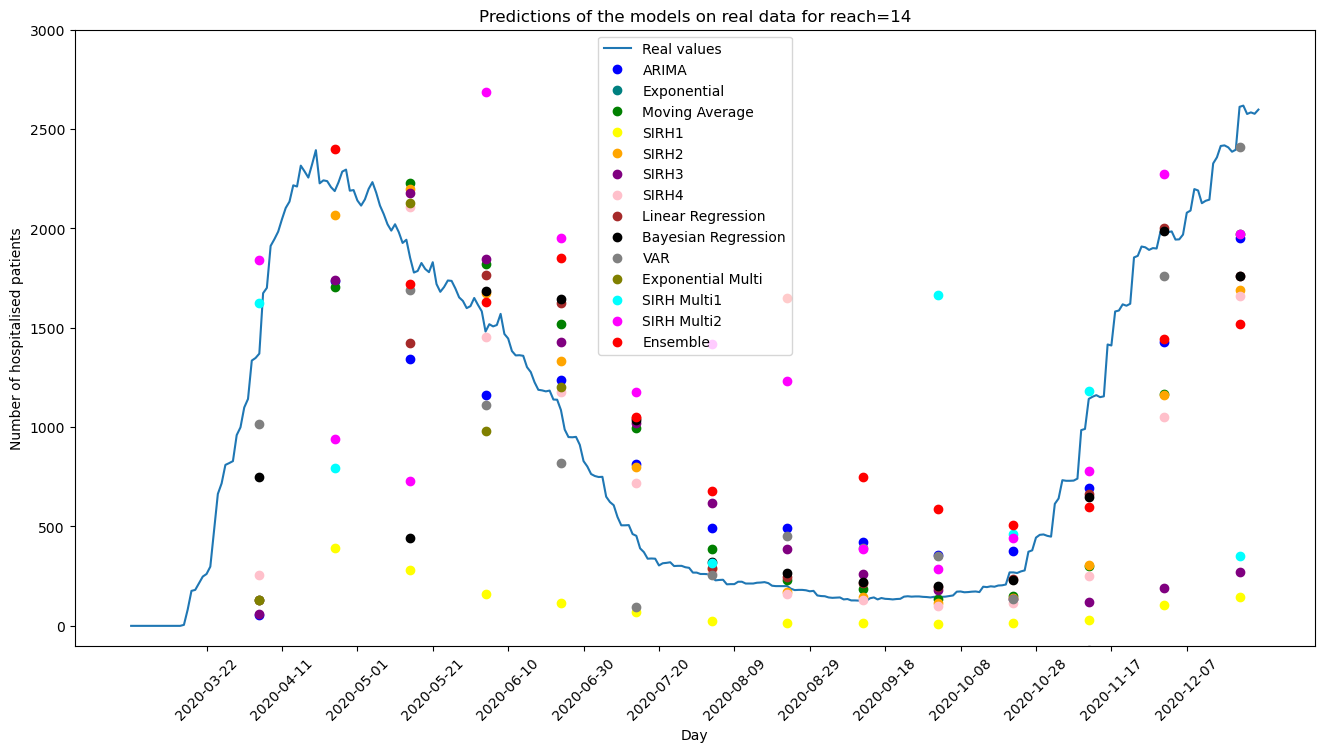 Predictions of the models on real data for reach=14
3000
2500
2000
1500
1000
500
0
Number of hospitalised patients
Real values
ARIMA
Exponential
Moving Average
SIRH1
SIRH2
SIRH3
SIRH4
Linear Regression
Bayesian Regression
VAR
Exponential Multi
SIRH Multi1
SIRH Multi2
Ensemble
2020-03-22
2020-04-11
2020-05-01
2020-05-21
2020-06-10
2020-06-30
2020-07-20
2020-08-09
2020-08-29
2020-09-18
2020-10-08
2020-10-28
2020-11-17
2020-12-07
Day